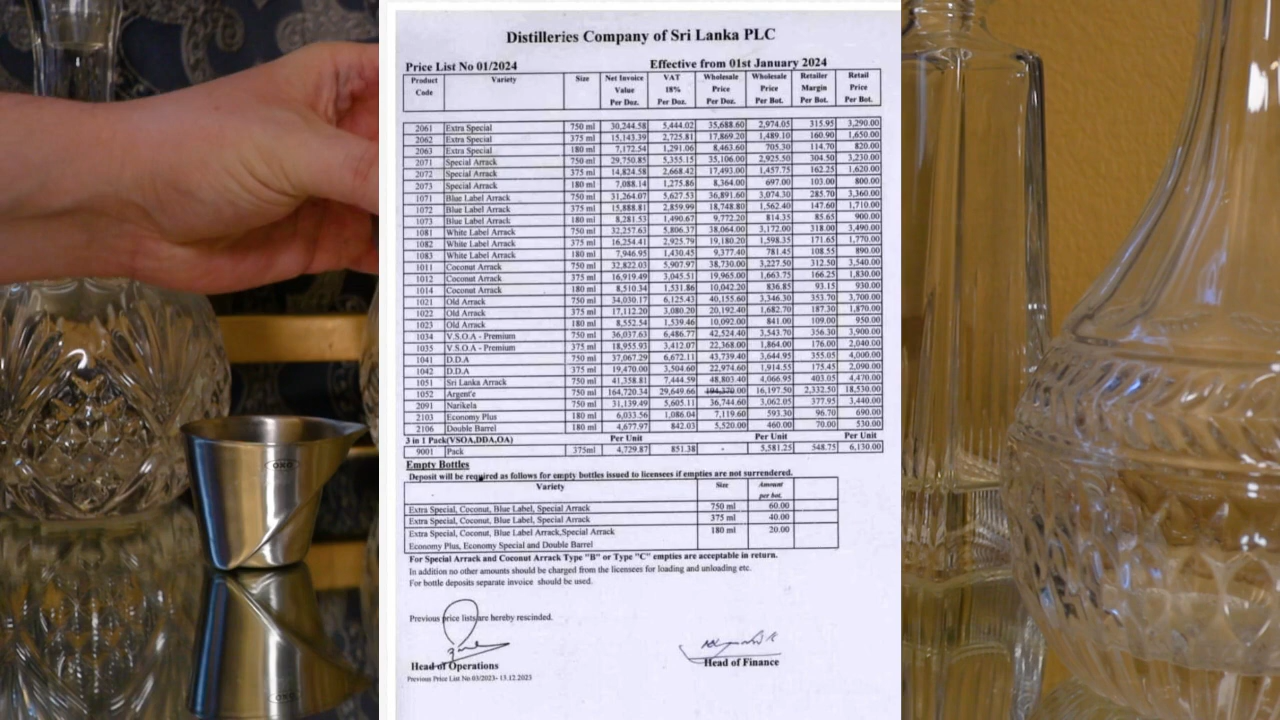 Distilleries Company of Sri Lanka PLC
Price List No 01/2024 Effective from 01st January 2024
Product Code Variety Size Net Invoice Value Per Doz. VAT 18% Per Doz. Wholesale Price Per Doz. Wholesale Price Per Bot. Retailer Margin Per Bot. Retail Price Per Bot.
2061 Extra Special 750 ml 30,244.58 5,444.02 35,688.60 2,974.05 315.95 3,290.00
2062 Extra Special 375 ml 15,143.39 2,725.81 17,869.20 1,489.10 160.90 1,650.00
2063 Extra Special 180 ml 7,172.54 1,291.06 8,463.60 705.30 114.70 820.00
2071 Special Arrack 750 ml 29,750.85 5,355.15 35,106.00 2,925.50 304.50 3,230.00
2072 Special Arrack 375 ml 14,824.58 2,668.42 17,493.00 1,457.75 162.25 1,620.00
2073 Special Arrack 180 ml 7,088.14 1,275.86 8,364.00 697.00 103.00 800.00
1071 Blue Label Arrack 750 ml 31,264.07 5,627.53 36,891.60 3,074.30 285.70 3,360.00
1072 Blue Label Arrack 375 ml 15,888.81 2,859.99 18,748.80 1,562.40 147.60 1,710.00
1073 Blue Label Arrack 180 ml 8,281.53 1,490.67 9,772.20 814.35 85.65 900.00
1081 White Label Arrack 750 ml 32,257.63 5,806.37 38,064.00 3,172.00 318.00 3,490.00
1082 White Label Arrack 375 ml 16,254.41 2,925.79 19,180.20 1,598.35 171.65 1,770.00
1083 White Label Arrack 180 ml 7,946.95 1,430.45 9,377.40 781.45 108.55 890.00
1011 Coconut Arrack 750 ml 32,822.03 5,907.97 38,730.00 3,227.50 312.50 3,540.00
1012 Coconut Arrack 375 ml 16,919.49 3,045.51 19,965.00 1,663.75 166.25 1,830.00
1014 Coconut Arrack 180 ml 8,510.34 1,531.86 10,042.20 836.85 93.15 930.00
1021 Old Arrack 750 ml 34,030.17 6,125.43 40,155.60 3,346.30 353.70 3,700.00
1022 Old Arrack 375 ml 17,112.20 3,080.20 20,192.40 1,682.70 187.30 1,870.00
1023 Old Arrack 180 ml 8,552.54 1,539.46 10,092.00 841.00 109.00 950.00
1034 V.S.O.A - Premium 750 ml 36,037.63 6,486.77 42,524.40 3,543.70 356.30 3,900.00
1035 V.S.O.A - Premium 375 ml 18,955.93 3,412.07 22,368.00 1,864.00 176.00 2,040.00
1041 D.D.A 750 ml 37,067.29 6,672.11 43,739.40 3,644.95 355.05 4,000.00
1042 D.D.A 375 ml 19,470.00 3,504.60 22,974.60 1,914.55 175.45 2,090.00
1051 Sri Lanka Arrack 750 ml 41,358.81 7,444.59 48,803.40 4,066.95 403.05 4,470.00
1052 Argent'e 750 ml 164,720.34 29,649.66 194,370.00 16,197.50 2,332.50 18,530.00
2091 Narikela 750 ml 31,139.49 5,605.11 36,744.60 3,062.05 377.95 3,440.00
2103 Economy Plus 180 ml 6,033.56 1,086.04 7,119.60 593.30 96.70 690.00
2106 Double Barrel 180 ml 4,677.97 842.03 5,520.00 460.00 70.00 530.00
3 in 1 Pack(VSOA,DDA,OA) Per Unit Per Unit Per Unit
9001 Pack 375ml 4,729.87 851.38 - 5,581.25 548.75 6,130.00
Empty Bottles
Deposit will be required as follows for empty bottles issued to licensees if empties are not surrendered.
Variety Size Amount per bot.
Extra Special, Coconut, Blue Label, Special Arrack 750 ml 60.00
Extra Special, Coconut, Blue Label, Special Arrack 375 ml 40.00
Extra Special, Coconut, Blue Label Arrack,Special Arrack 180 ml 20.00
Economy Plus, Economy Special and Double Barrel
For Special Arrack and Coconut Arrack Type "B" or Type "C" empties are acceptable in return.
In addition no other amounts should be charged from the licensees for loading and unloading etc.
For bottle deposits separate invoice should be used.
Previous price lists are hereby rescinded.
Head of Operations Head of Finance
Previous Price List No 03/2023- 13.12.2023
OXO